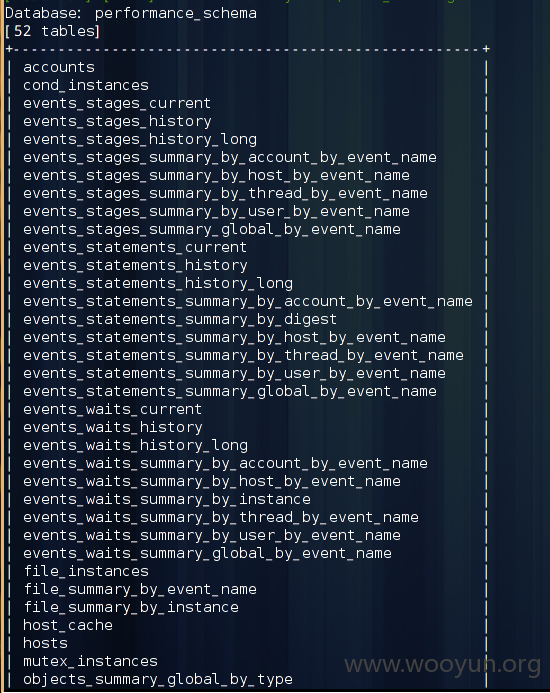 Database: performance_schema
[52 tables]
+----------------------------------------------------+
| accounts |
| cond_instances |
| events_stages_current |
| events_stages_history |
| events_stages_history_long |
| events_stages_summary_by_account_by_event_name |
| events_stages_summary_by_host_by_event_name |
| events_stages_summary_by_thread_by_event_name |
| events_stages_summary_by_user_by_event_name |
| events_stages_summary_global_by_event_name |
| events_statements_current |
| events_statements_history |
| events_statements_history_long |
| events_statements_summary_by_account_by_event_name |
| events_statements_summary_by_digest |
| events_statements_summary_by_host_by_event_name |
| events_statements_summary_by_thread_by_event_name |
| events_statements_summary_by_user_by_event_name |
| events_statements_summary_global_by_event_name |
| events_waits_current |
| events_waits_history |
| events_waits_history_long |
| events_waits_summary_by_account_by_event_name |
| events_waits_summary_by_host_by_event_name |
| events_waits_summary_by_instance |
| events_waits_summary_by_thread_by_event_name |
| events_waits_summary_by_user_by_event_name |
| events_waits_summary_global_by_event_name |
| file_instances |
| file_summary_by_event_name |
| file_summary_by_instance |
| host_cache |
| hosts |
| mutex_instances |
| objects_summary_global_by_type |
www.wooyun.org